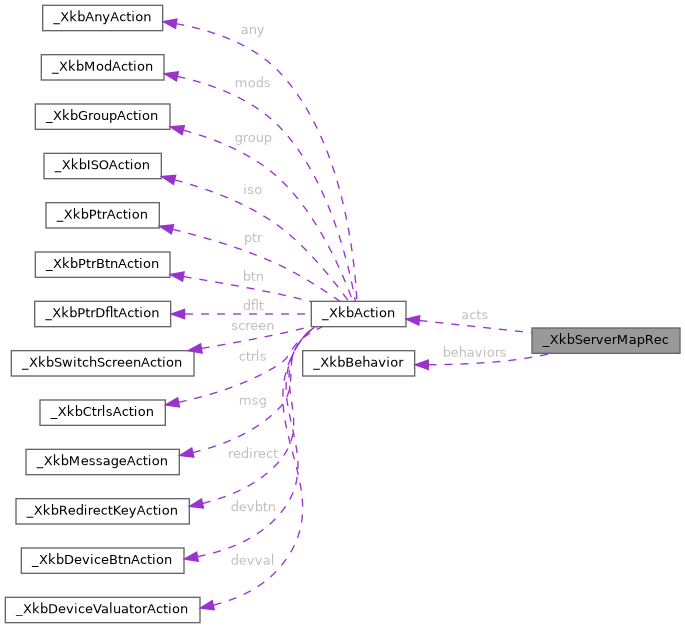 _XkbAnyAction
any
_XkbModAction
mods
_XkbGroupAction
group
_XkbISOAction
iso
_XkbPtrAction
ptr
_XkbPtrBtnAction
btn
_XkbPtrDfltAction
dflt
_XkbAction
acts
_XkbServerMapRec
screen
_XkbSwitchScreenAction
_XkbBehavior
behaviors
ctrls
_XkbCtrlsAction
msg
_XkbMessageAction
redirect
_XkbRedirectKeyAction
devbtn
_XkbDeviceBtnAction
devval
_XkbDeviceValuatorAction